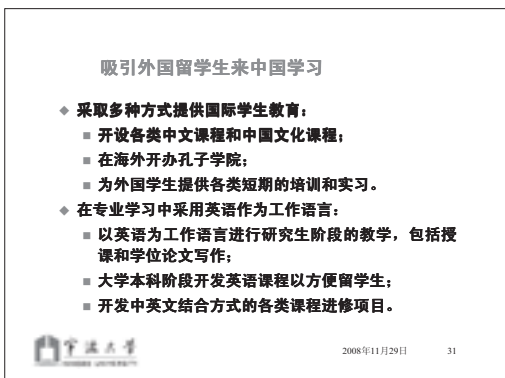 吸引外国留学生来中国学习
采取多种方式提供国际学生教育：
开设各类中文课程和中国文化课程；
在海外开办孔子学院；
为外国学生提供各类短期的培训和实习。
在专业学习中采用英语作为工作语言：
以英语为工作语言进行研究生阶段的教学，包括授
课和学位论文写作；
大学本科阶段开发英语课程以方便留学生；
开发中英文结合方式的各类课程进修项目。
宁波大学
NINGBO UNIVERSITY
2008年11月29日 31